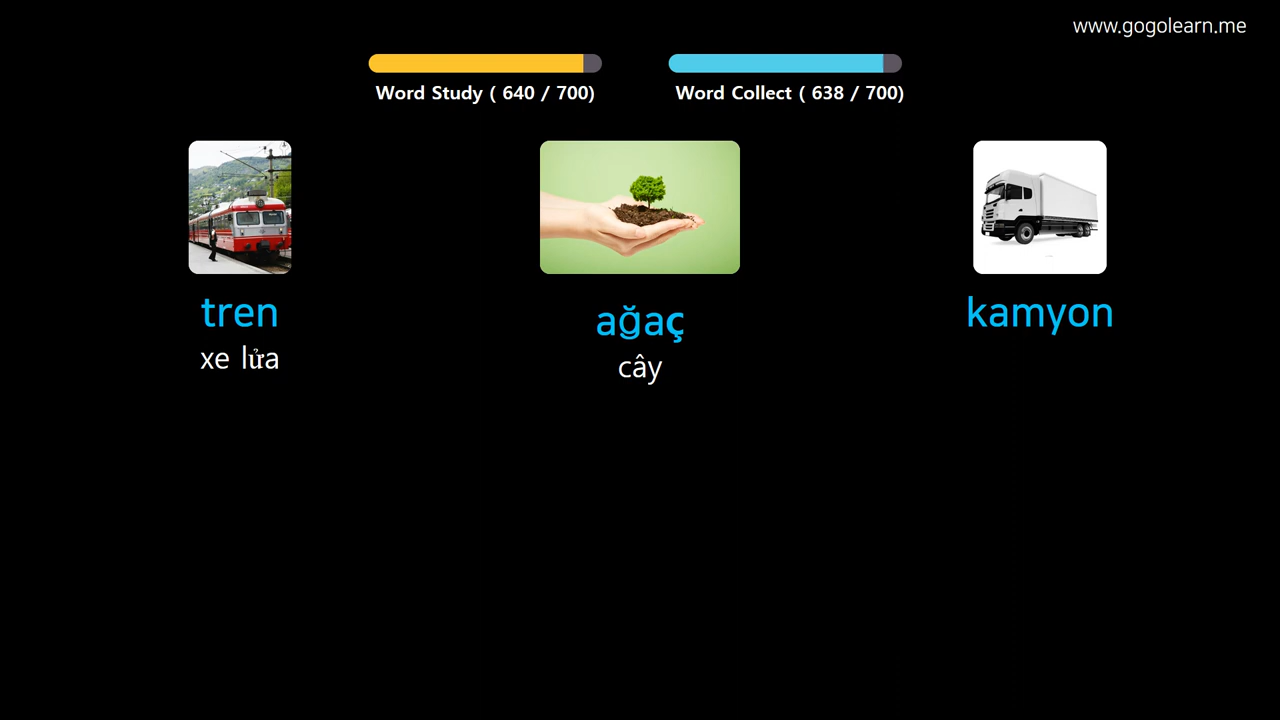 www.gogolearn.me
Word Study ( 640 / 700)
Word Collect ( 638 / 700)
tren
xe lửa
ağaç
cây
kamyon